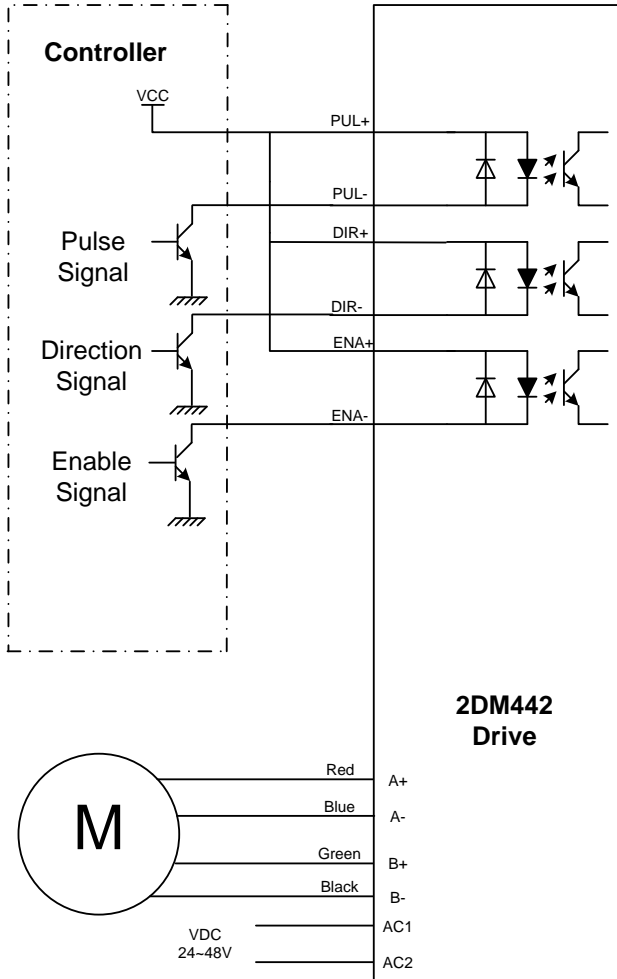 Controller
VCC
PUL+
PUL-
Pulse
Signal
DIR+
DIR-
Direction
Signal
ENA+
ENA-
Enable
Signal
2DM442
Drive
M
Red
A+
Blue
A-
Green
B+
Black
B-
VDC
24~48V
AC1
AC2